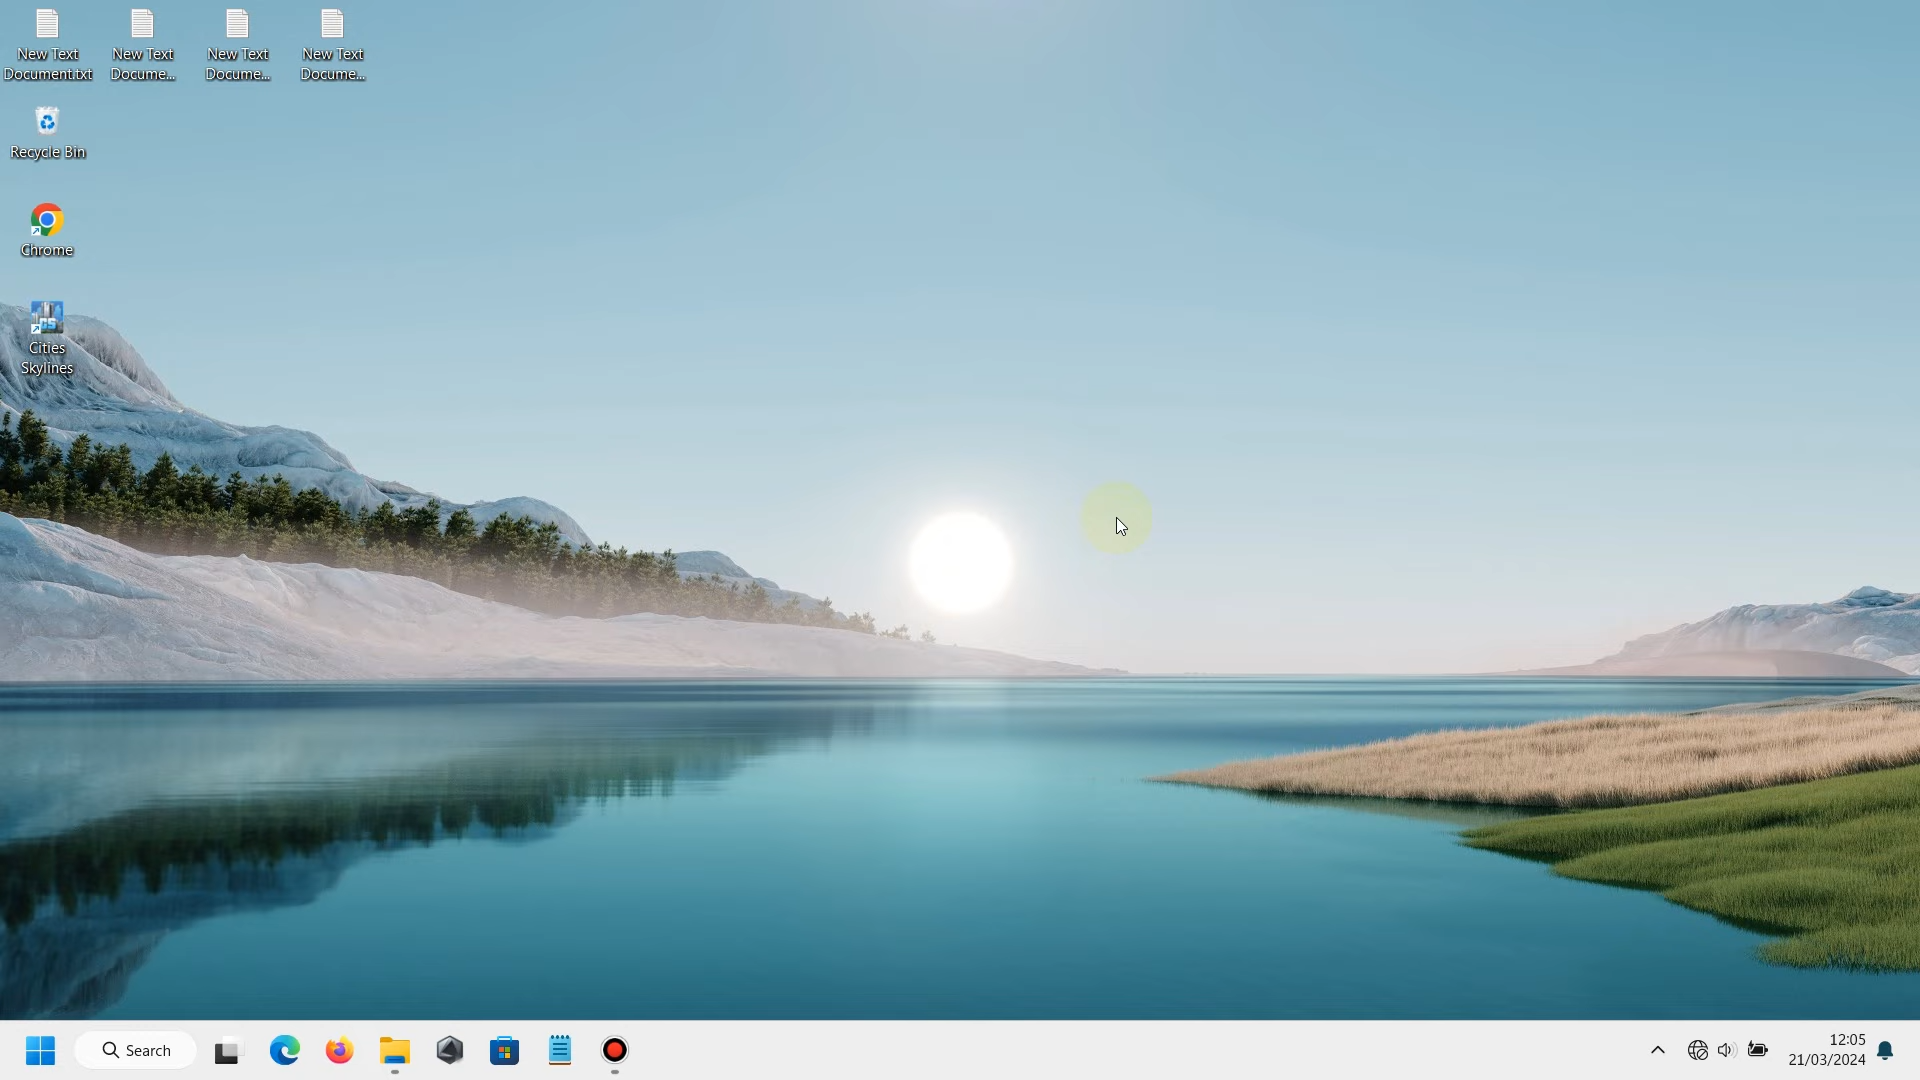 New Text
Document.txt
New Text
Docume...
New Text
Docume...
New Text
Docume...
Recycle Bin
Chrome
Cities
Skylines
Search
12:05
21/03/2024